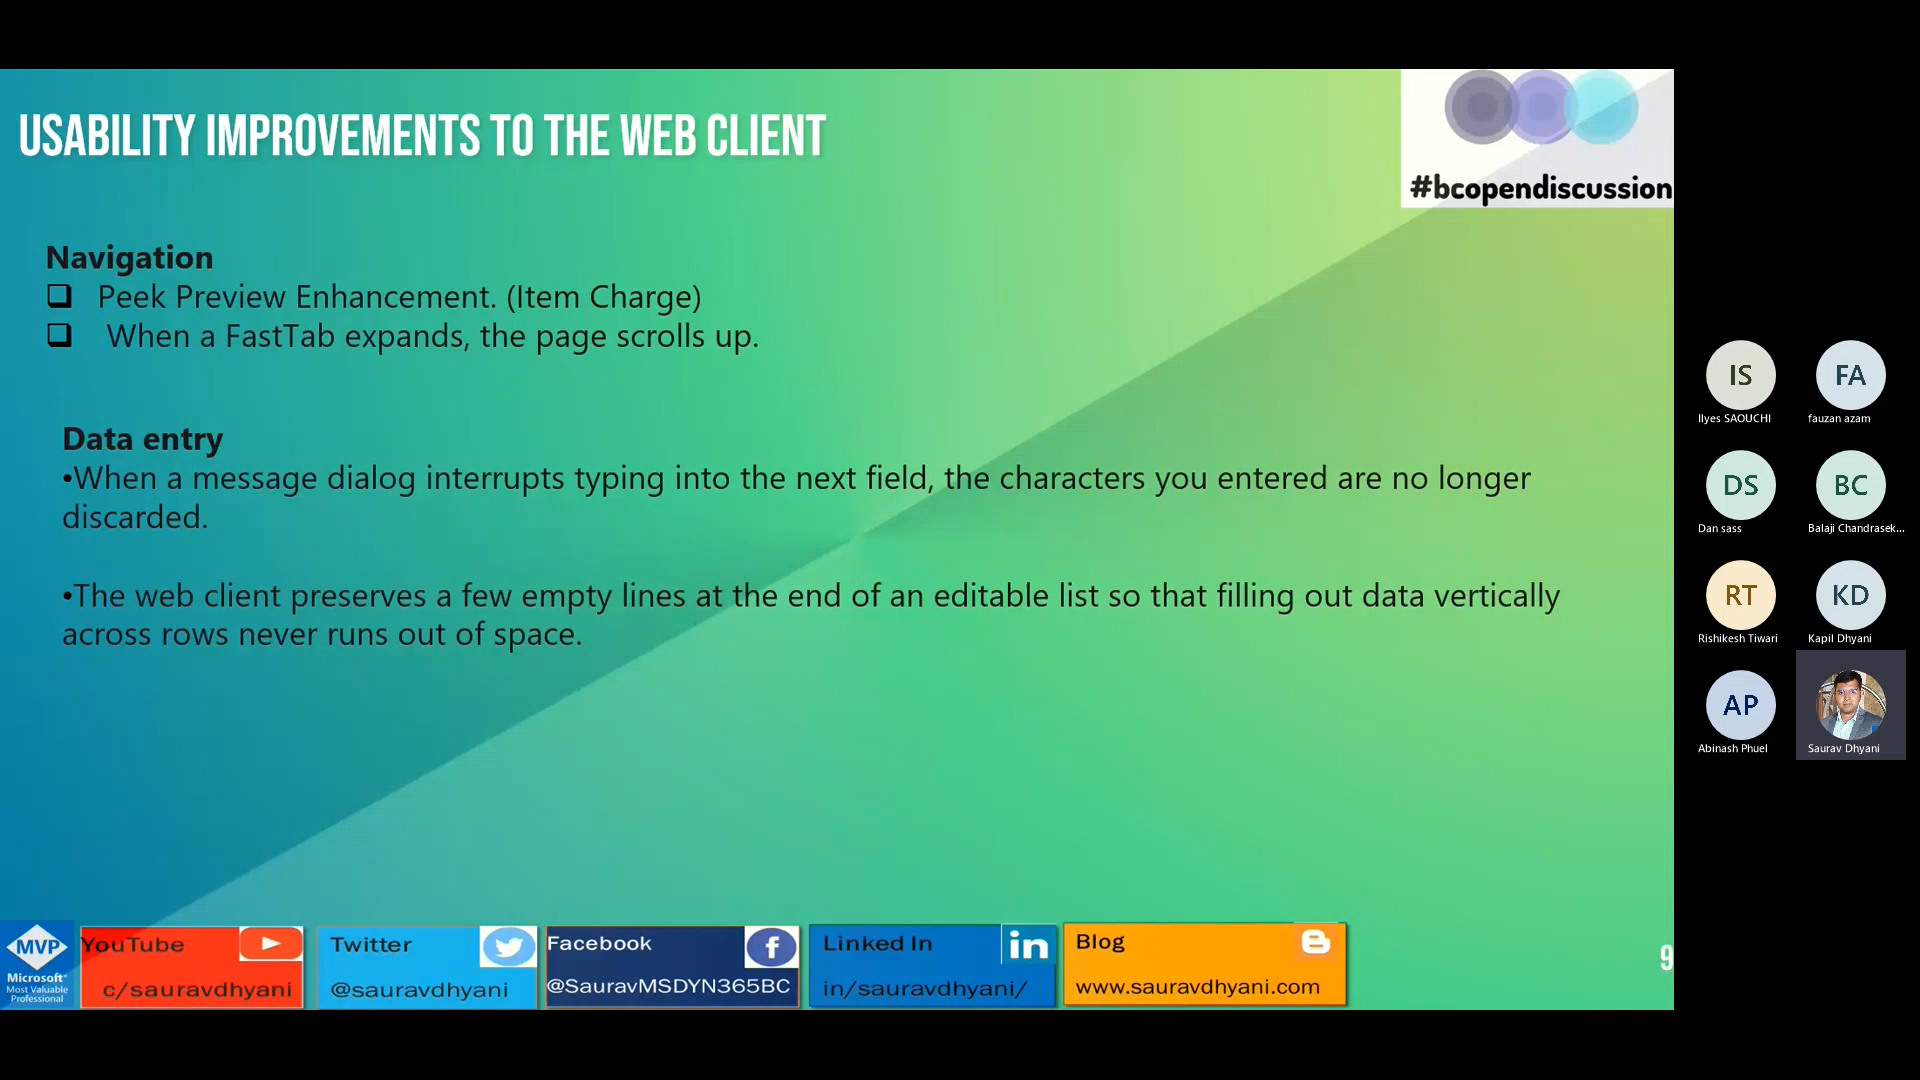 USABILITY IMPROVEMENTS TO THE WEB CLIENT
#bcopendiscussion
Navigation
Peek Preview Enhancement. (Item Charge)
When a FastTab expands, the page scrolls up.
Data entry
•When a message dialog interrupts typing into the next field, the characters you entered are no longer
discarded.
•The web client preserves a few empty lines at the end of an editable list so that filling out data vertically
across rows never runs out of space.
IS
Ilyes SAOUCHI
FA
fauzan azam
DS
Dan sass
BC
Balaji Chandrasek...
RT
Rishikesh Tiwari
KD
Kapil Dhyani
AP
Abinash Phuel
Saurav Dhyani
MVP
Microsoft®
Most Valuable
Professional
YouTube
c/sauravdhyani
Twitter
@sauravdhyani
Facebook
f
@SauravMSDYN365BC
Linked In
in
in/sauravdhyani/
Blog
www.sauravdhyani.com
9